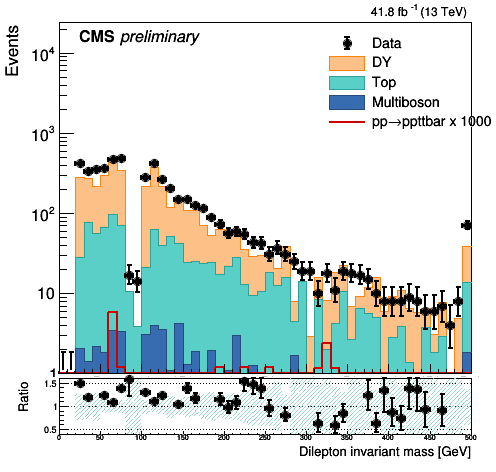 41.8 fb⁻¹ (13 TeV)
CMS preliminary
Events
Data
DY
Top
Multiboson
pp→ppttbar x 1000
10⁴
10³
10²
10
1
Ratio
1.5
1
0.5
0 50 100 150 200 250 300 350 400 450 500
Dilepton invariant mass [GeV]